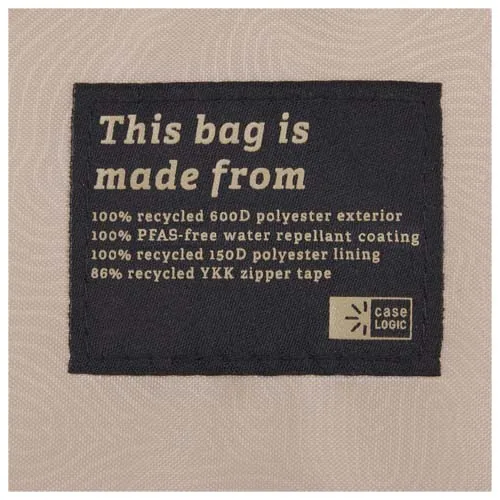 This bag is
made from
100% recycled 600D polyester exterior
100% PFAS-free water repellant coating
100% recycled 150D polyester lining
86% recycled YKK zipper tape
case
LOGIC